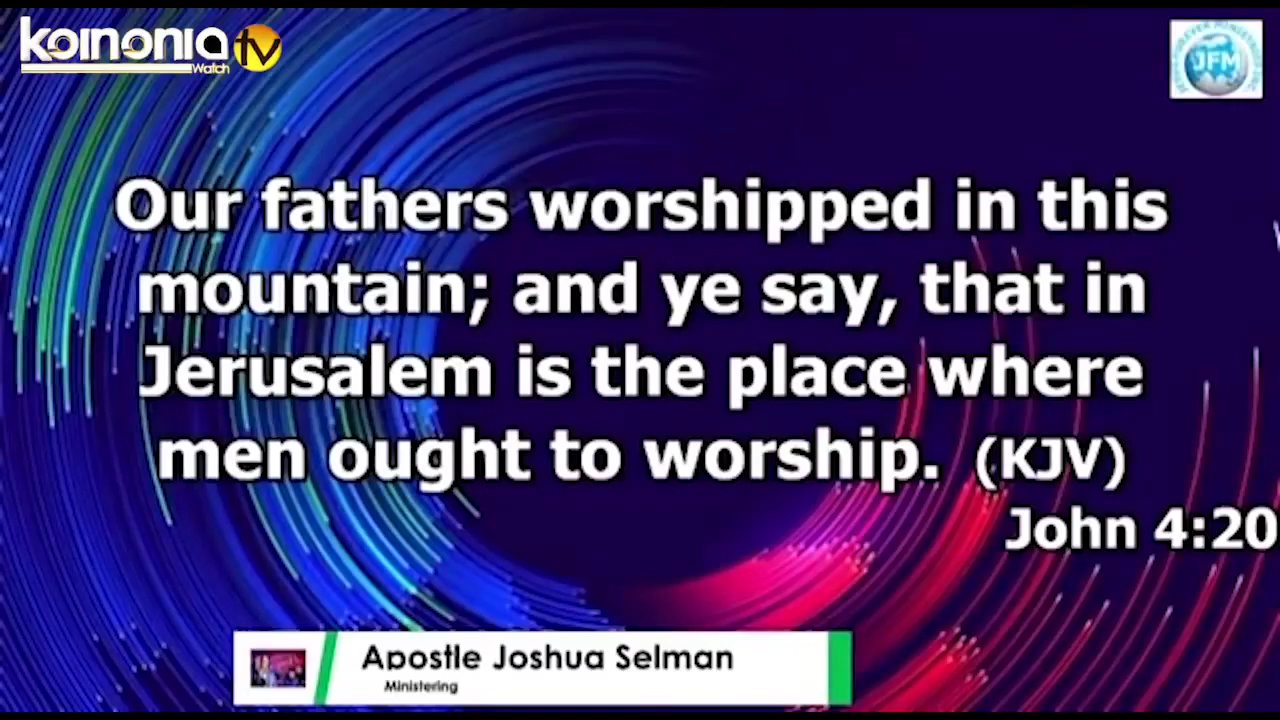 koinonia tv
Watch
JFM
Our fathers worshipped in this
mountain; and ye say, that in
Jerusalem is the place where
men ought to worship. (KJV)
John 4:20
Apostle Joshua Selman
Ministering